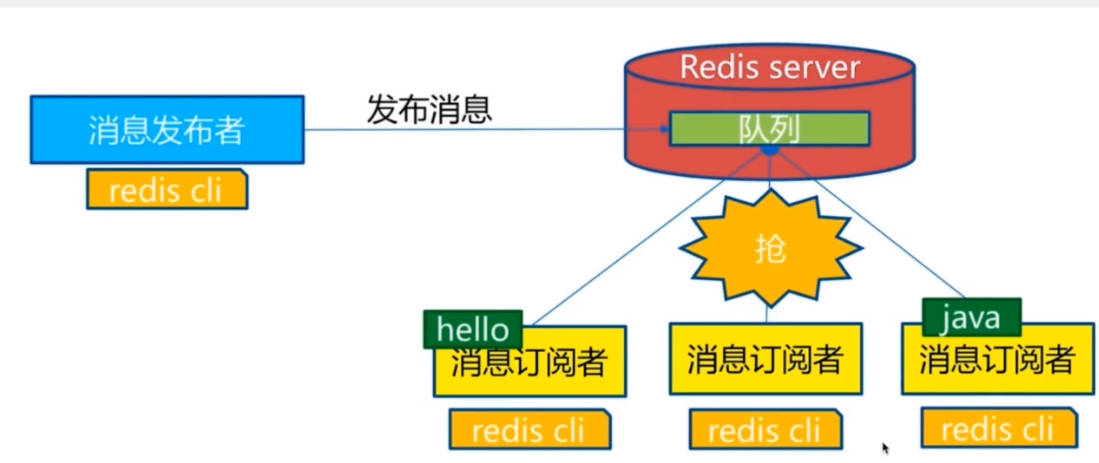 Redis server
发布消息
消息发布者
队列
redis cli
抢
hello
java
消息订阅者
消息订阅者
消息订阅者
redis cli
redis cli
redis cli